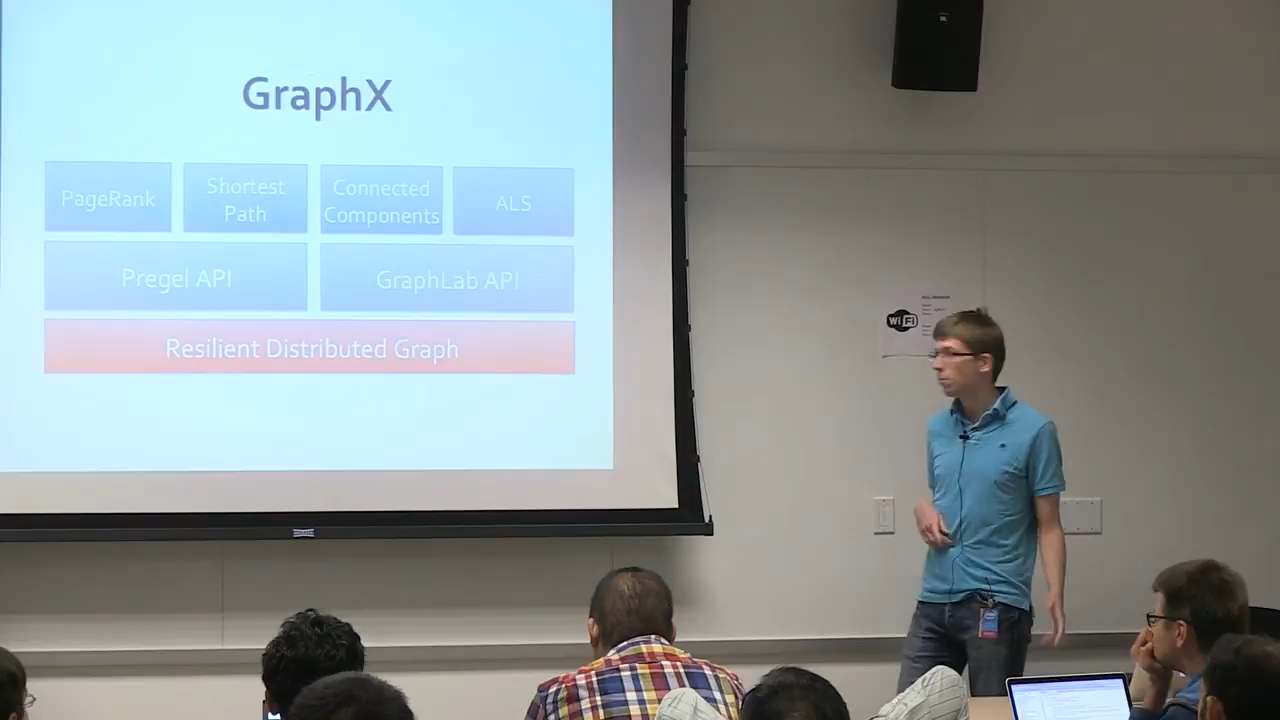 GraphX
PageRank
Shortest
Path
Connected
Components
ALS
Pregel API
GraphLab API
Resilient Distributed Graph
WiFi